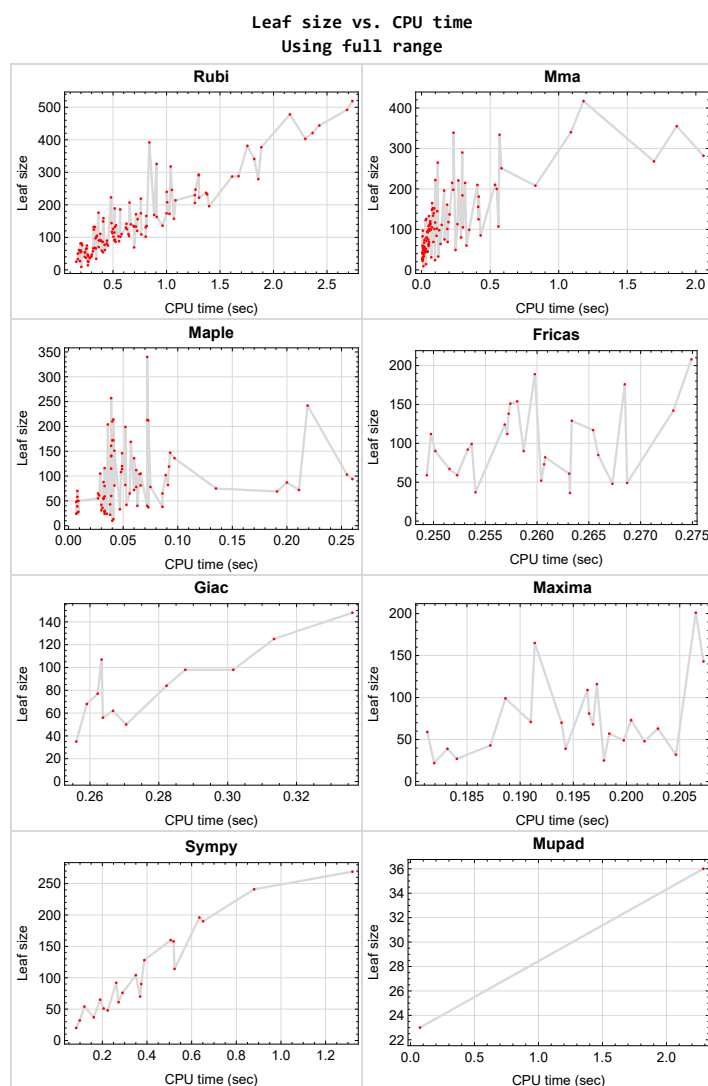 Leaf size vs. CPU time
Using full range
Rubi
Leaf size
500
400
300
200
100
0
0.5 1.0 1.5 2.0 2.5
CPU time (sec)
Mma
Leaf size
400
300
200
100
0
0.0 0.5 1.0 1.5 2.0
CPU time (sec)
Maple
Leaf size
350
300
250
200
150
100
50
0
0.00 0.05 0.10 0.15 0.20 0.25
CPU time (sec)
Fricas
Leaf size
200
150
100
50
0
0.250 0.255 0.260 0.265 0.270 0.275
CPU time (sec)
Giac
Leaf size
140
120
100
80
60
40
20
0
0.26 0.28 0.30 0.32
CPU time (sec)
Maxima
Leaf size
200
150
100
50
0
0.185 0.190 0.195 0.200 0.205
CPU time (sec)
Sympy
Leaf size
250
200
150
100
50
0
0.2 0.4 0.6 0.8 1.0 1.2
CPU time (sec)
Mupad
Leaf size
36
34
32
30
28
26
24
22
0.0 0.5 1.0 1.5 2.0
CPU time (sec)